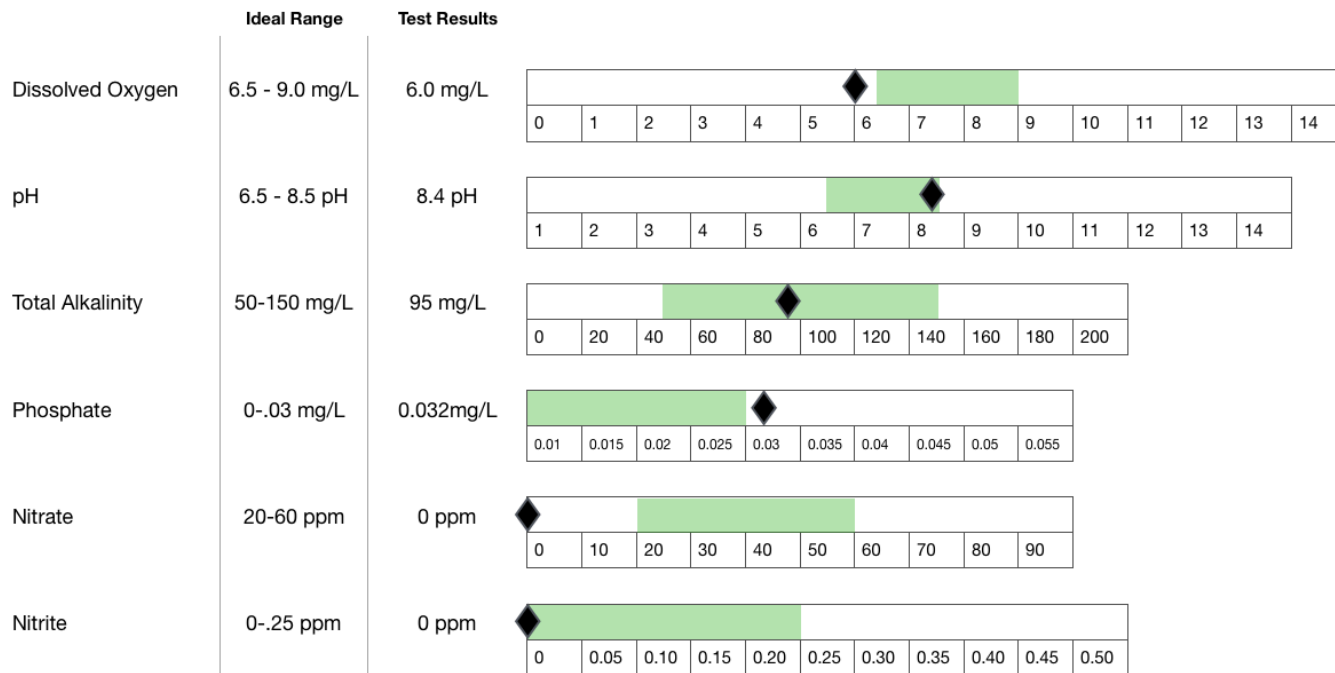 Ideal Range Test Results
Dissolved Oxygen 6.5 - 9.0 mg/L 6.0 mg/L
0 1 2 3 4 5 6 7 8 9 10 11 12 13 14
pH 6.5 - 8.5 pH 8.4 pH
1 2 3 4 5 6 7 8 9 10 11 12 13 14
Total Alkalinity 50-150 mg/L 95 mg/L
0 20 40 60 80 100 120 140 160 180 200
Phosphate 0-.03 mg/L 0.032mg/L
0.01 0.015 0.02 0.025 0.03 0.035 0.04 0.045 0.05 0.055
Nitrate 20-60 ppm 0 ppm
0 10 20 30 40 50 60 70 80 90
Nitrite 0-.25 ppm 0 ppm
0 0.05 0.10 0.15 0.20 0.25 0.30 0.35 0.40 0.45 0.50